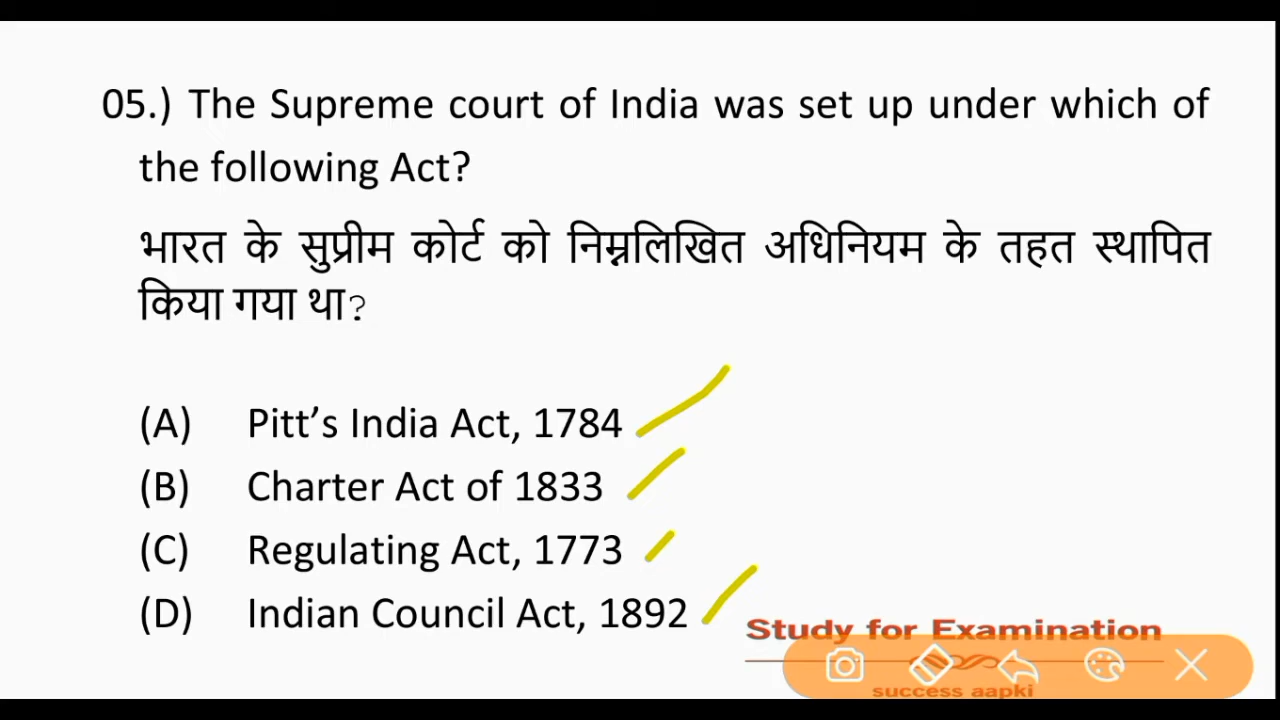 05.) The Supreme court of India was set up under which of
the following Act?
भारत के सुप्रीम कोर्ट को निम्नलिखित अधिनियम के तहत स्थापित
किया गया था?
(A) Pitt’s India Act, 1784
(B) Charter Act of 1833
(C) Regulating Act, 1773
(D) Indian Council Act, 1892
Study for Examination
success aapki